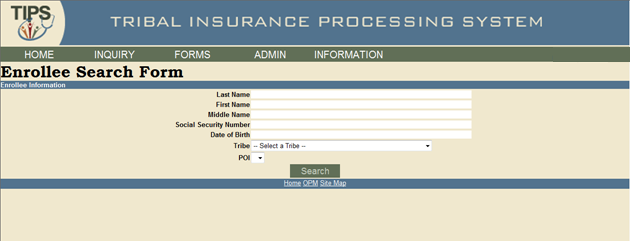 TIPS
TRIBAL INSURANCE PROCESSING SYSTEM
HOME INQUIRY FORMS ADMIN INFORMATION
Enrollee Search Form
Enrollee Information
Last Name
First Name
Middle Name
Social Security Number
Date of Birth
Tribe -- Select a Tribe --
POI
Search
Home OPM Site Map